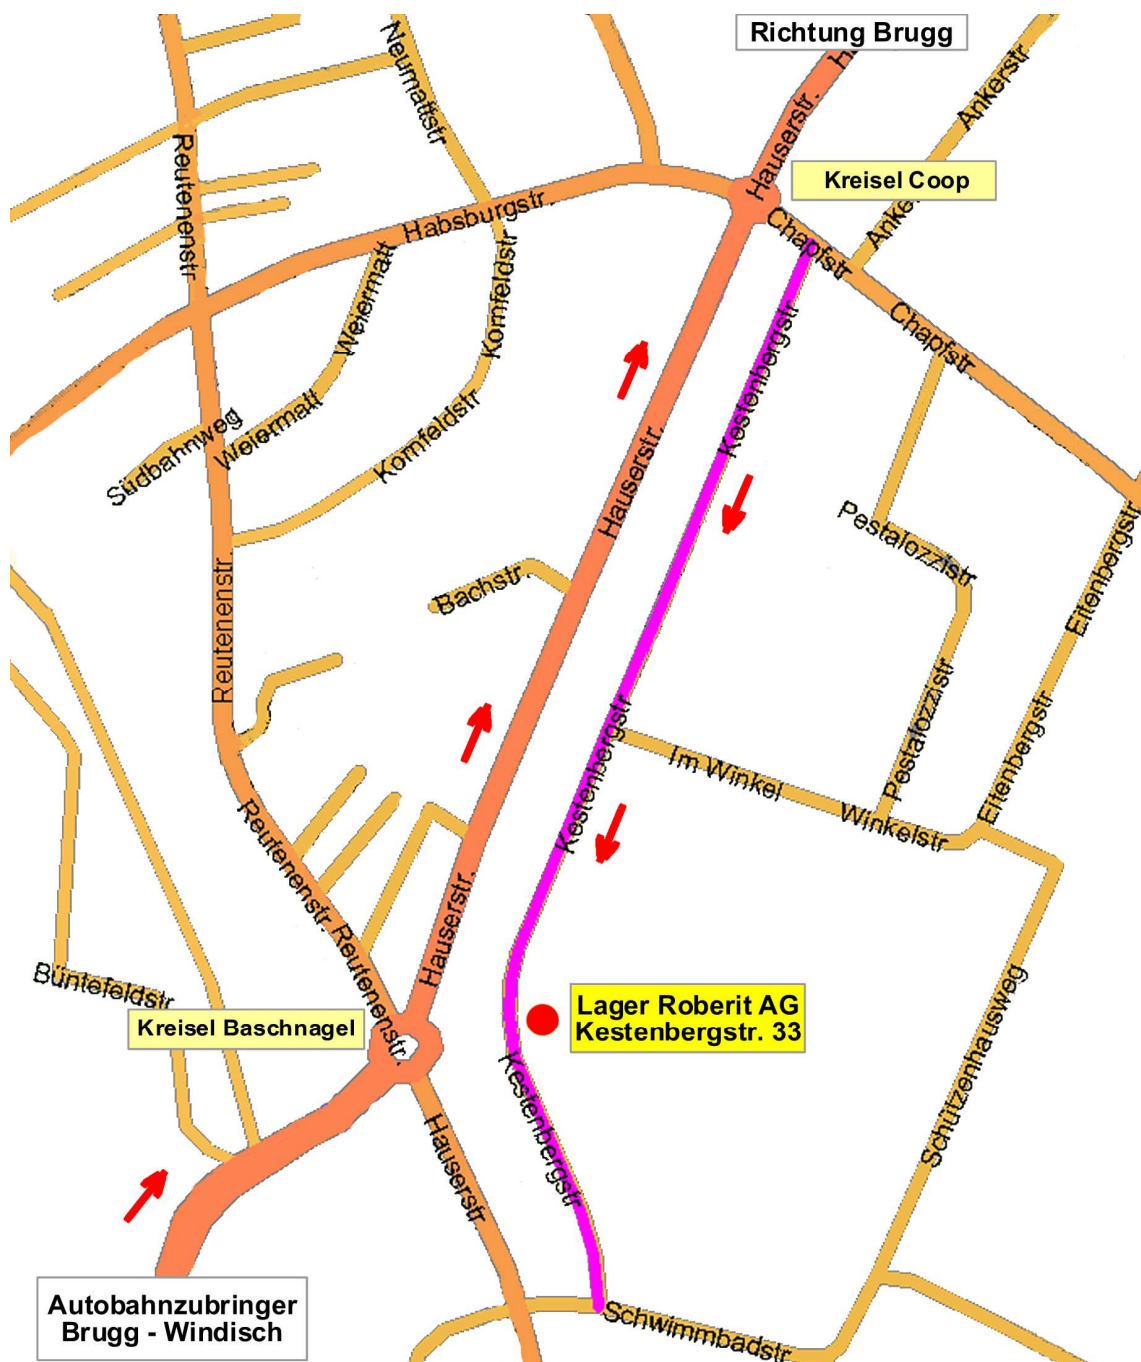 Richtung Brugg
Neumattstr
Ankerstr
Hauserstr.
Reutenenstr
Kreisel Coop
Habsburgstr.
Chapfstr
Weiermatt
Kornfeldstr
Kestenbergstr
Chapfstr.
Südbahnweg
Weiermatt
Kornfeldstr
Hauserstr.
Pestalozzistr
Eitenbergstr
Reutenenstr.
Bachstr.
Pestalozzistr
Eitenbergstr
Kestenbergstr
Im Winkel
Winkelstr
Reutenenstr.
Reutenenstr.
Hauserstr.
Büntefeldstr
Kreisel Baschnagel
Lager Roberit AG
Kestenbergstr. 33
Schützenhausweg
Kestenbergstr
Hauserstr.
Autobahnzubringer
Brugg - Windisch
Schwimmbadstr